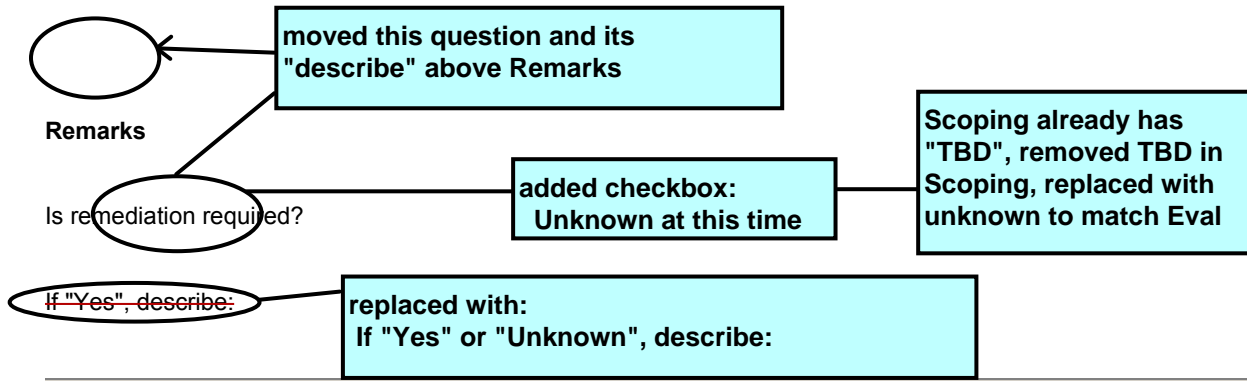 moved this question and its
"describe" above Remarks
Remarks
Scoping already has
"TBD", removed TBD in
Scoping, replaced with
unknown to match Eval
added checkbox:
Unknown at this time
Is remediation required?
If "Yes", describe:
replaced with:
If "Yes" or "Unknown", describe: